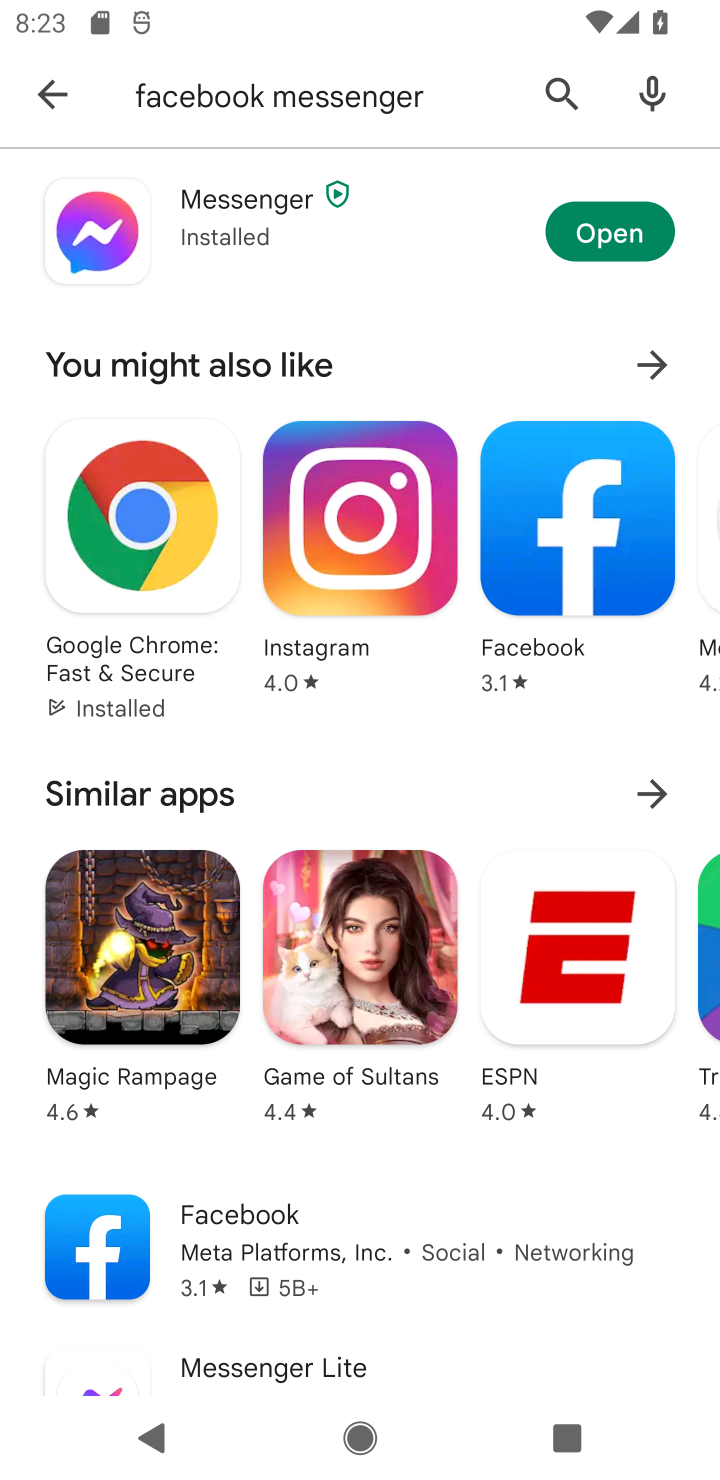 8:23
facebook messenger
Messenger
Installed
Open
You might also like
Google Chrome:
Fast & Secure
Installed
Instagram
4.0★
Facebook
3.1★
4.
Similar apps
Magic Rampage
4.6★
Game of Sultans
4.4★
ESPN
4.0★
Tr
4.
Facebook
Meta Platforms, Inc. • Social • Networking
3.1★ 5B+
Messenger Lite